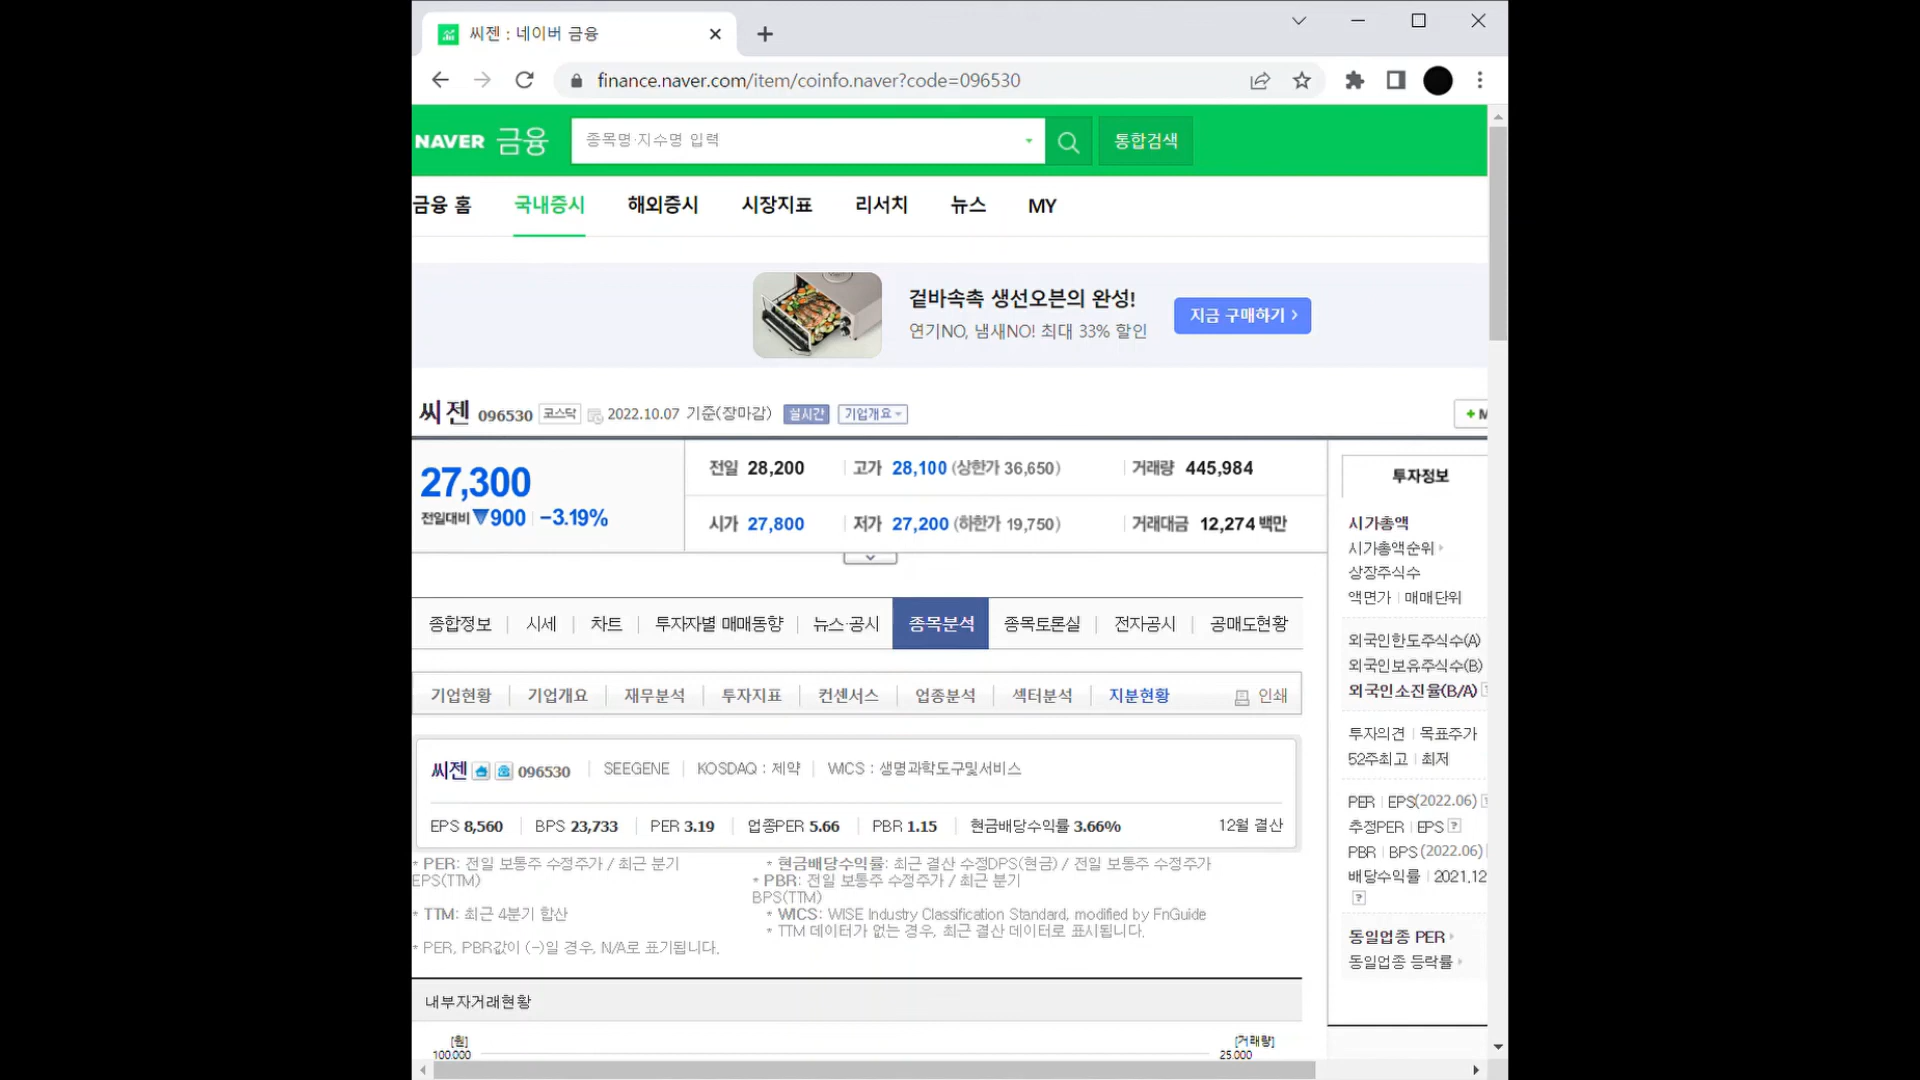 씨젠 : 네이버 금융
finance.naver.com/item/coinfo.naver?code=096530
NAVER 금융 종목명·지수명 입력 통합검색
금융 홈 국내증시 해외증시 시장지표 리서치 뉴스 MY
겉바속촉 생선오븐의 완성!
연기NO, 냄새NO! 최대 33% 할인
지금 구매하기 >
씨젠 096530 코스닥 2022.10.07 기준(장마감) 실시간 기업개요
27,300
전일대비 ▼900 -3.19%
전일 28,200 고가 28,100 (상한가 36,650) 거래량 445,984
시가 27,800 저가 27,200 (하한가 19,750) 거래대금 12,274 백만
종합정보 시세 차트 투자자별 매매동향 뉴스·공시 종목분석 종목토론실 전자공시 공매도현황
기업현황 기업개요 재무분석 투자지표 컨센서스 업종분석 섹터분석 지분현황 인쇄
씨젠 096530 SEEGENE KOSDAQ : 제약 WICS : 생명과학도구및서비스
EPS 8,560 BPS 23,733 PER 3.19 업종PER 5.66 PBR 1.15 현금배당수익률 3.66% 12월 결산
* PER: 전일 보통주 수정주가 / 최근 분기
EPS(TTM)
* TTM: 최근 4분기 합산
* PER, PBR값이 (-)일 경우, N/A로 표기됩니다.
* 현금배당수익률: 최근 결산 수정DPS(현금) / 전일 보통주 수정주가
* PBR: 전일 보통주 수정주가 / 최근 분기
BPS(TTM)
* WICS: WISE Industry Classification Standard, modified by FnGuide
* TTM 데이터가 없는 경우, 최근 결산 데이터로 표시됩니다.
내부자거래현황
[원] [거래량]
100,000 25,000
투자정보
시가총액
시가총액순위
상장주식수
액면가 매매단위
외국인한도주식수(A)
외국인보유주식수(B)
외국인소진율(B/A)
투자의견 목표주가
52주최고 최저
PER EPS(2022.06)
추정PER EPS ?
PBR BPS (2022.06)
배당수익률 2021.12
?
동일업종 PER
동일업종 등락률